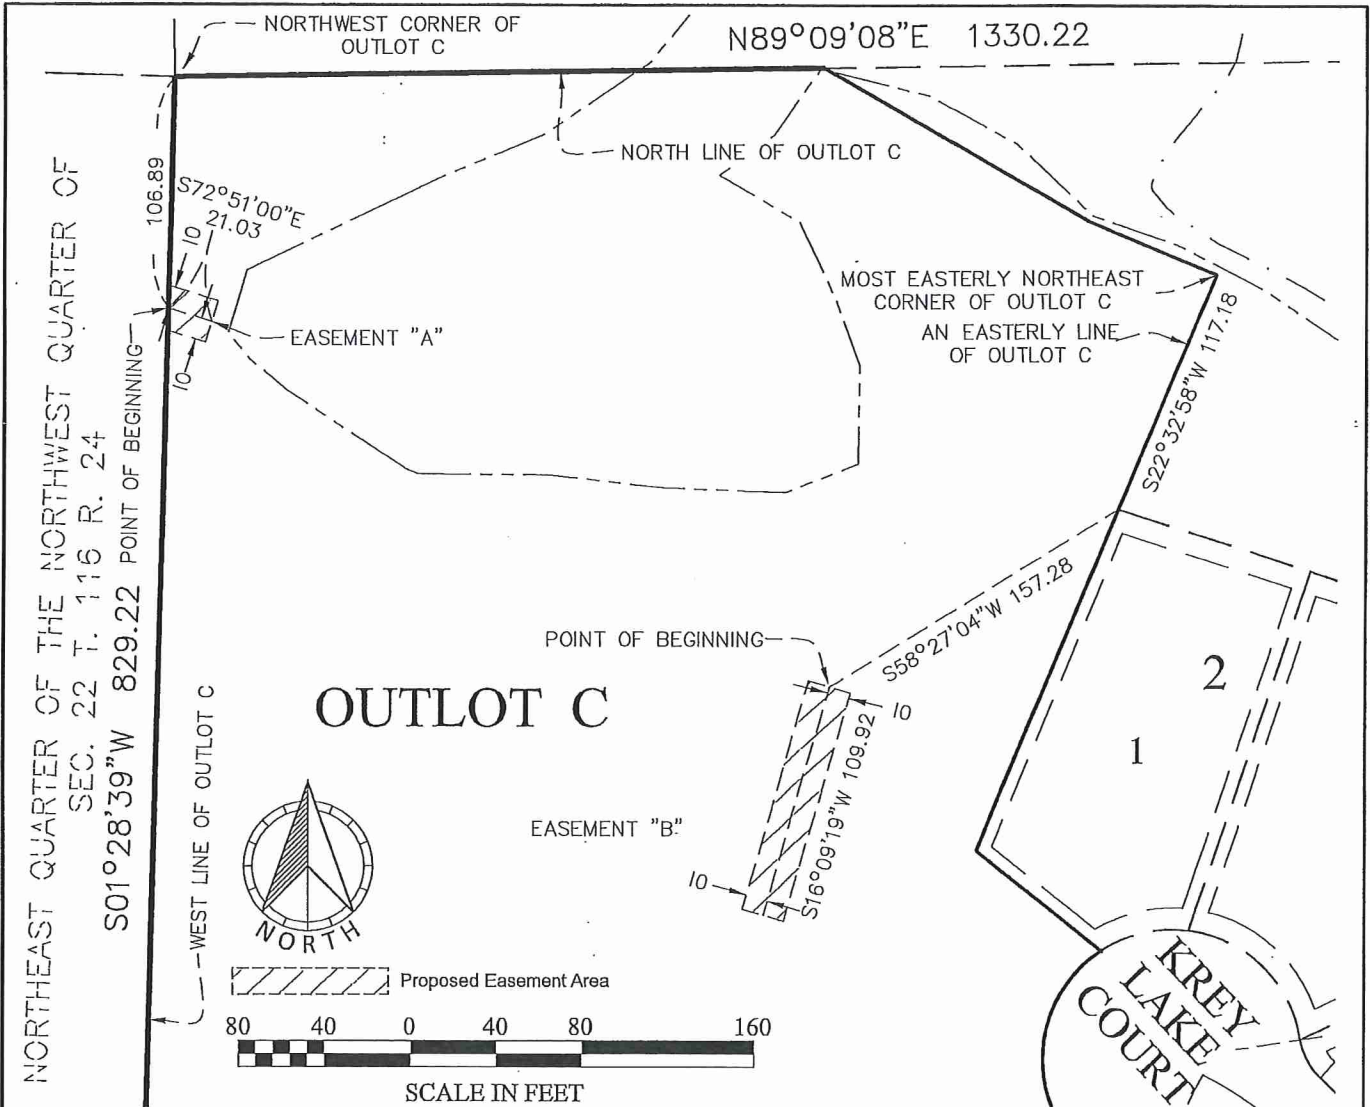 NORTHWEST CORNER OF
OUTLOT C
N89°09'08"E 1330.22
NORTH LINE OF OUTLOT C
106.89
S72°51'00"E
21.03
10
10
EASEMENT "A"
MOST EASTERLY NORTHEAST
CORNER OF OUTLOT C
AN EASTERLY LINE
OF OUTLOT C
S22°32'58"W 117.18
NORTHEAST QUARTER OF THE NORTHWEST QUARTER OF
SEC. 22 T. 116 R. 24
S01°28'39"W 829.22
POINT OF BEGINNING
WEST LINE OF OUTLOT C
S58°27'04"W 157.28
POINT OF BEGINNING
OUTLOT C
10
S16°09'19"W 109.92
EASEMENT "B"
10
2
1
NORTH
Proposed Easement Area
80 40 0 40 80 160
SCALE IN FEET
KREY
LAKE
COURT